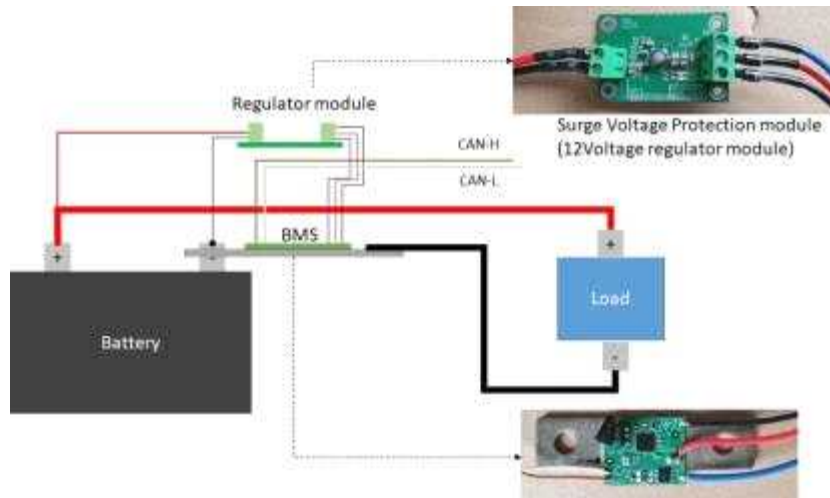 Regulator module
Surge Voltage Protection module
(12Voltage regulator module)
CAN-H
CAN-L
BMS
+
-
+
Load
Battery
-